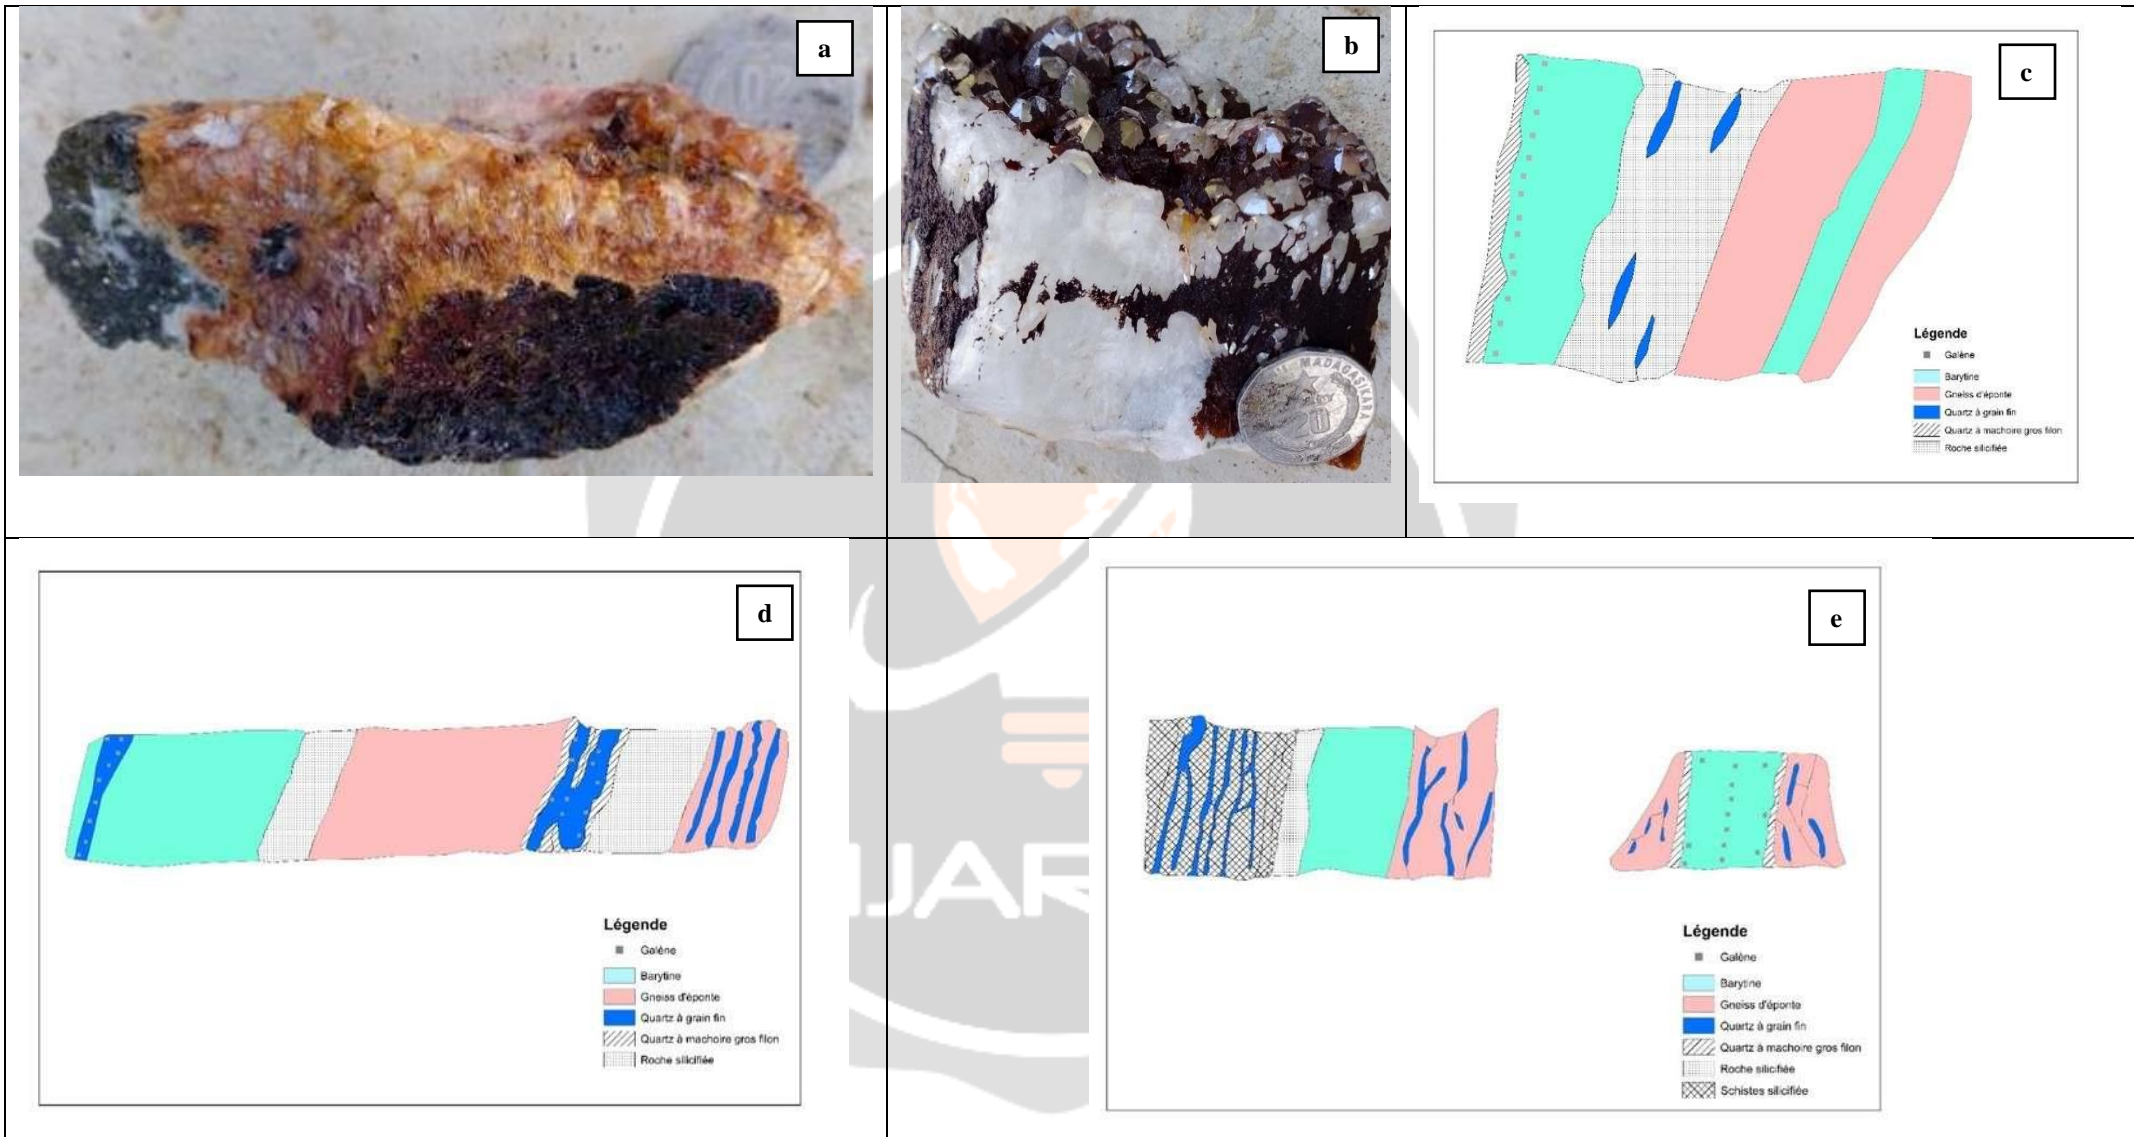 a
b
MADAGASIKARA
c
Légende
Galène
Barytine
Gneiss d'éponte
Quartz à grain fin
Quartz à machoire gros filon
Roche silicifiée
d
Légende
Galène
Barytine
Gneiss d'éponte
Quartz à grain fin
Quartz à machoire gros filon
Roche silicifiée
e
Légende
Galène
Barytine
Gneiss d'éponte
Quartz à grain fin
Quartz à machoire gros filon
Roche silicifiée
Schistes silicifiée
IJAR